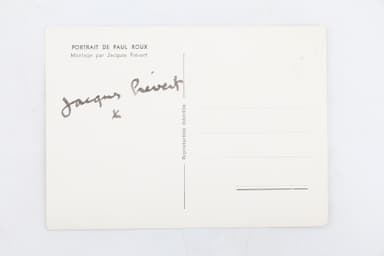 PORTRAIT DE PAUL ROUX
Montage par Jacques Prévert
Jacques Prévert
x
Reproduction interdite